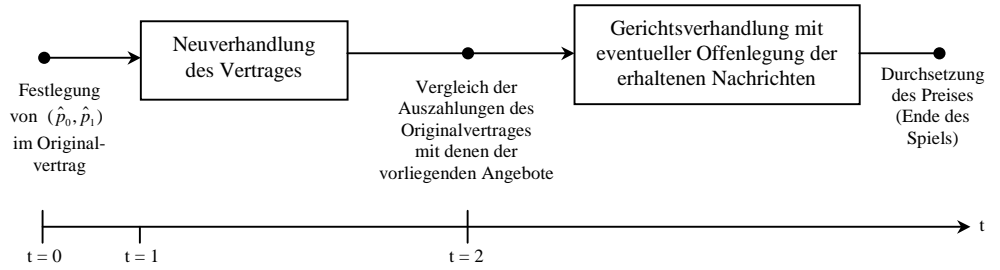 Festlegung
von (p̂₀, p̂₁)
im Original-
vertrag
Neuverhandlung
des Vertrages
Vergleich der
Auszahlungen des
Originalvertrages
mit denen der
vorliegenden Angebote
Gerichtsverhandlung mit
eventueller Offenlegung der
erhaltenen Nachrichten
Durchsetzung
des Preises
(Ende des
Spiels)
t
t = 0
t = 1
t = 2